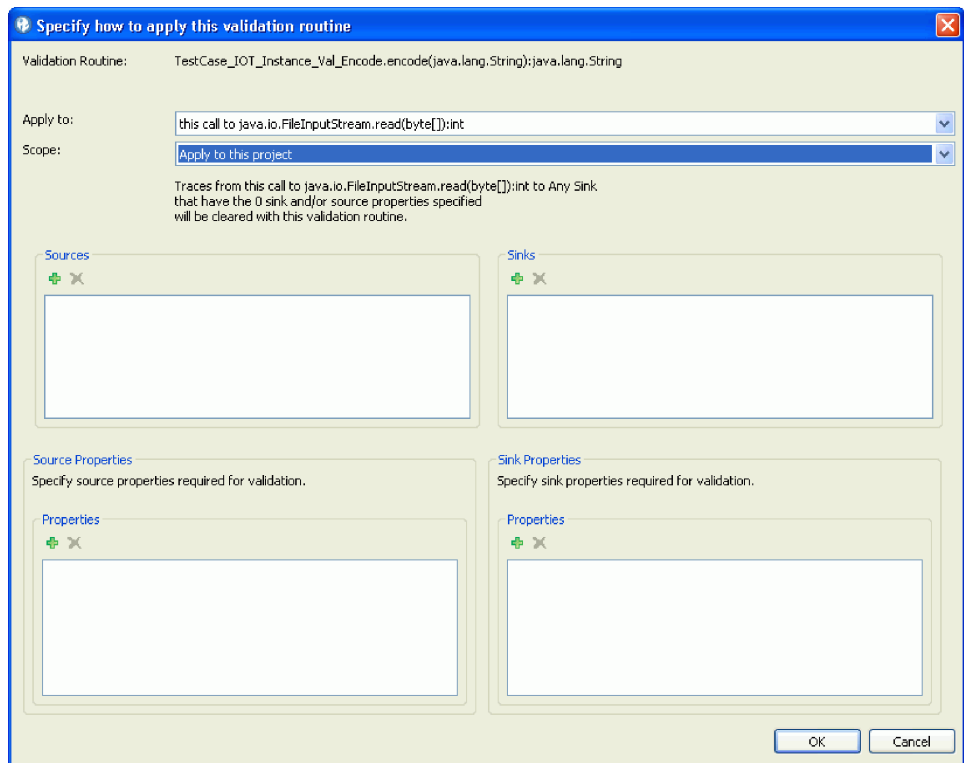 Specify how to apply this validation routine
Validation Routine: TestCase_IOT_Instance_Val_Encode.encode(java.lang.String):java.lang.String
Apply to: this call to java.io.FileInputStream.read(byte[]):int
Scope: Apply to this project
Traces from this call to java.io.FileInputStream.read(byte[]):int to Any Sink
that have the 0 sink and/or source properties specified
will be cleared with this validation routine.
Sources
Sinks
Source Properties
Specify source properties required for validation.
Properties
Sink Properties
Specify sink properties required for validation.
Properties
OK
Cancel